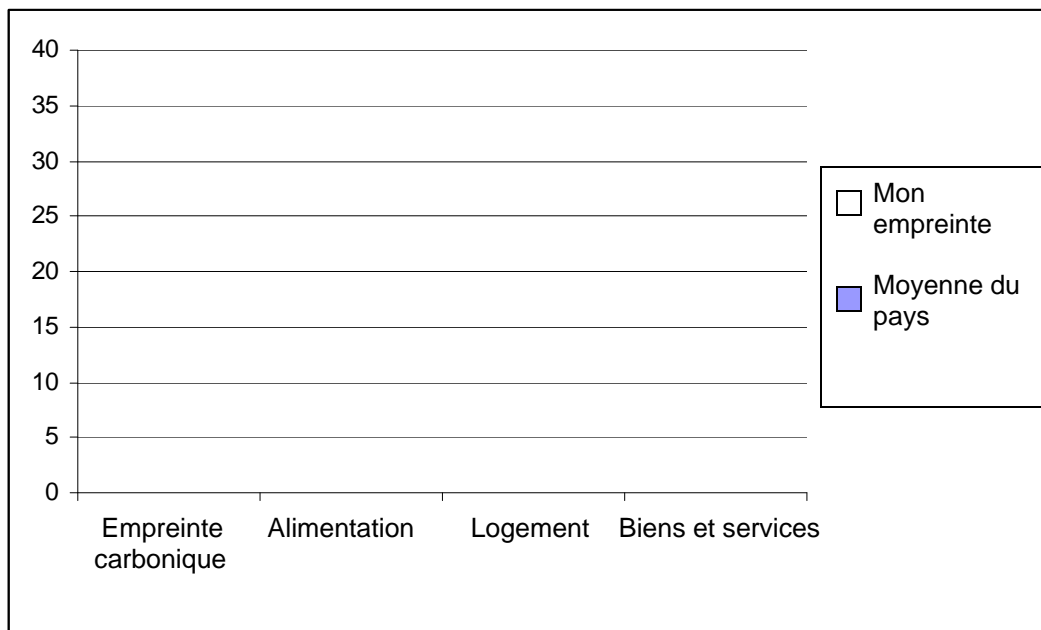 40
35
30
25
20
15
10
5
0
Empreinte
carbonique
Alimentation
Logement
Biens et services
Mon
empreinte
Moyenne du
pays